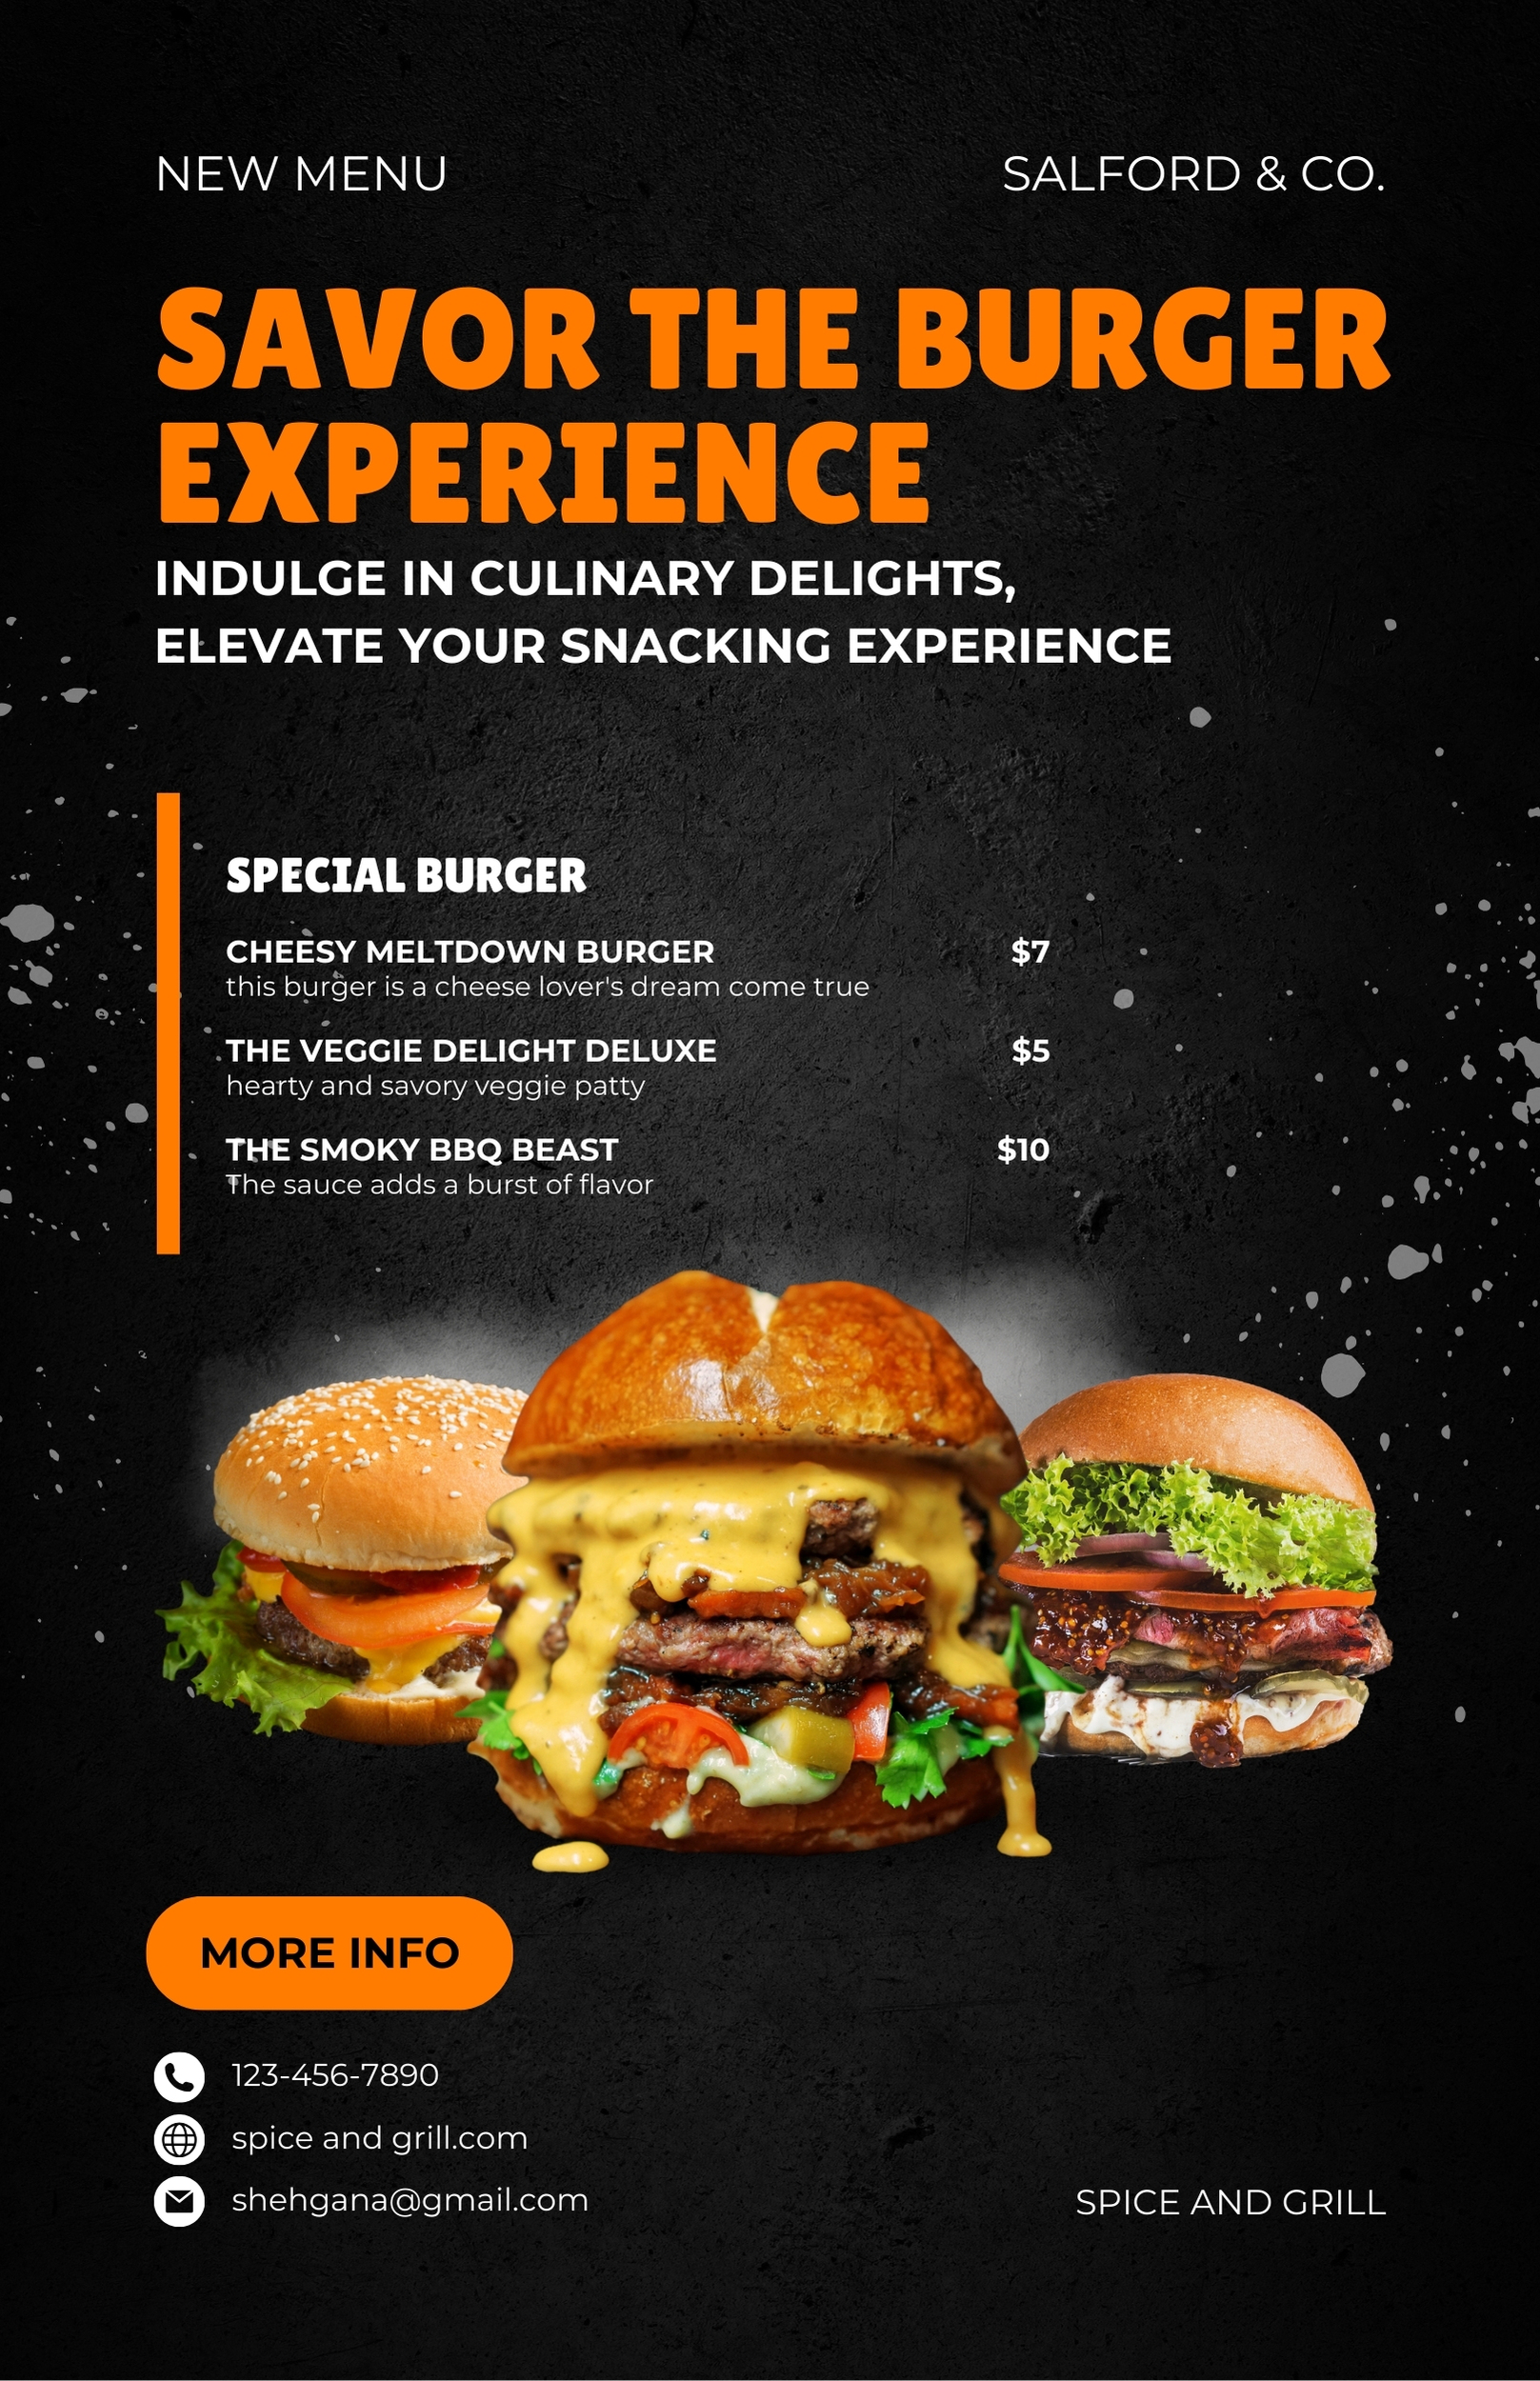 NEW MENU
SALFORD & CO.
SAVOR THE BURGER
EXPERIENCE
INDULGE IN CULINARY DELIGHTS,
ELEVATE YOUR SNACKING EXPERIENCE
SPECIAL BURGER
CHEESY MELTDOWN BURGER $7
this burger is a cheese lover's dream come true
THE VEGGIE DELIGHT DELUXE $5
hearty and savory veggie patty
THE SMOKY BBQ BEAST $10
The sauce adds a burst of flavor
MORE INFO
123-456-7890
spice and grill.com
shehgana@gmail.com
SPICE AND GRILL